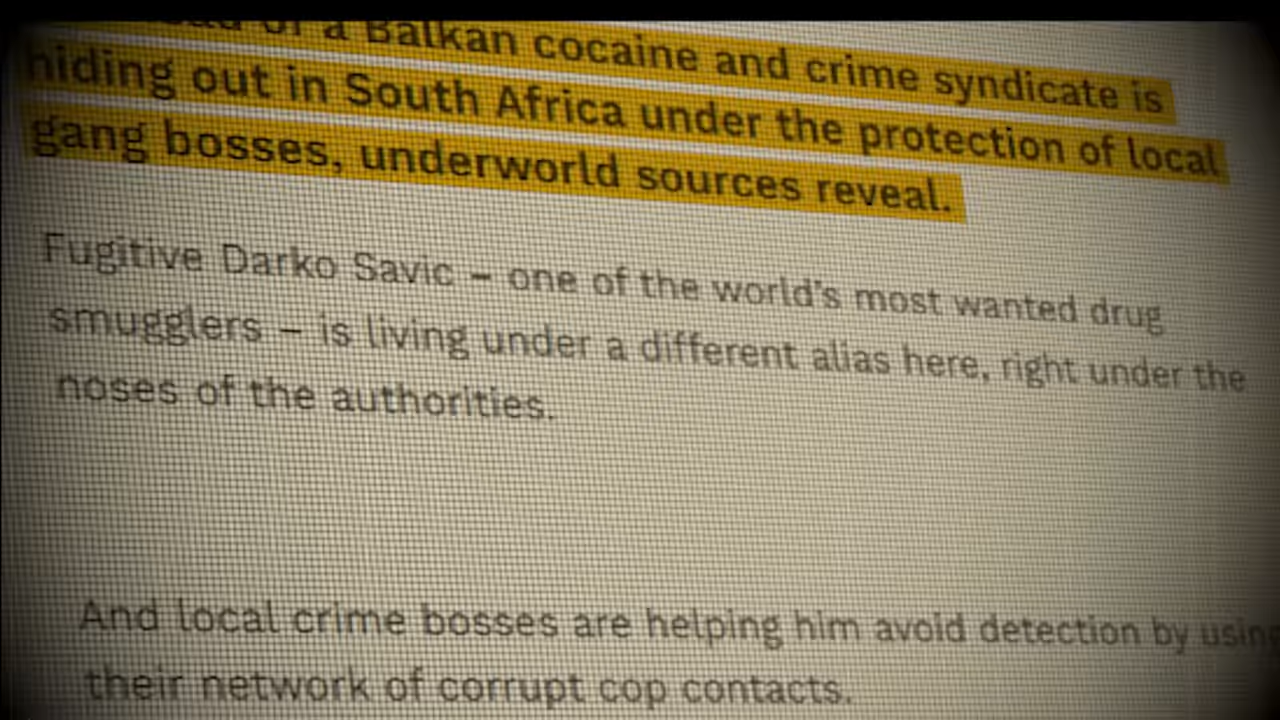 of a Balkan cocaine and crime syndicate is
hiding out in South Africa under the protection of local
gang bosses, underworld sources reveal.
Fugitive Darko Savic – one of the world's most wanted drug
smugglers – is living under a different alias here, right under the
noses of the authorities.
And local crime bosses are helping him avoid detection by using
their network of corrupt cop contacts.